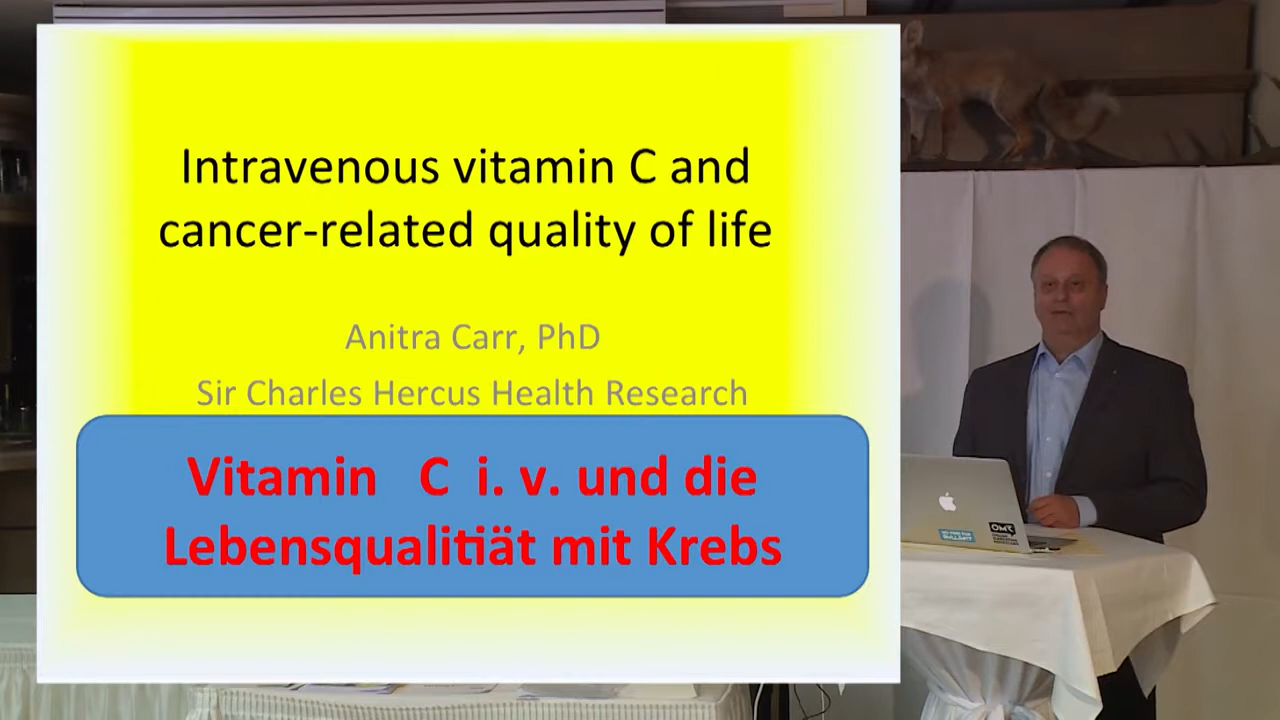 Intravenous vitamin C and
cancer-related quality of life
Anitra Carr, PhD
Sir Charles Hercus Health Research
Vitamin C i. v. und die
Lebensqualitiät mit Krebs
OMR